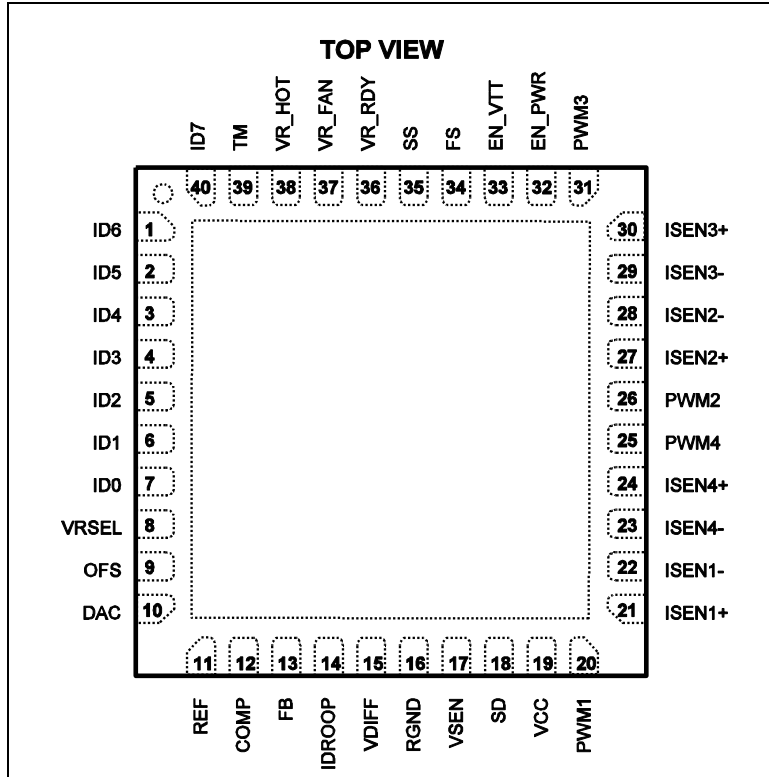 TOP VIEW
ID7 TM VR_HOT VR_FAN VR_RDY SS FS EN_VTT EN_PWR PWM3
40 39 38 37 36 35 34 33 32 31
ID6 1 30 ISEN3+
ID5 2 29 ISEN3-
ID4 3 28 ISEN2-
ID3 4 27 ISEN2+
ID2 5 26 PWM2
ID1 6 25 PWM4
ID0 7 24 ISEN4+
VRSEL 8 23 ISEN4-
OFS 9 22 ISEN1-
DAC 10 21 ISEN1+
11 12 13 14 15 16 17 18 19 20
REF COMP FB IDROOP VDIFF RGND VSEN SD VCC PWM1